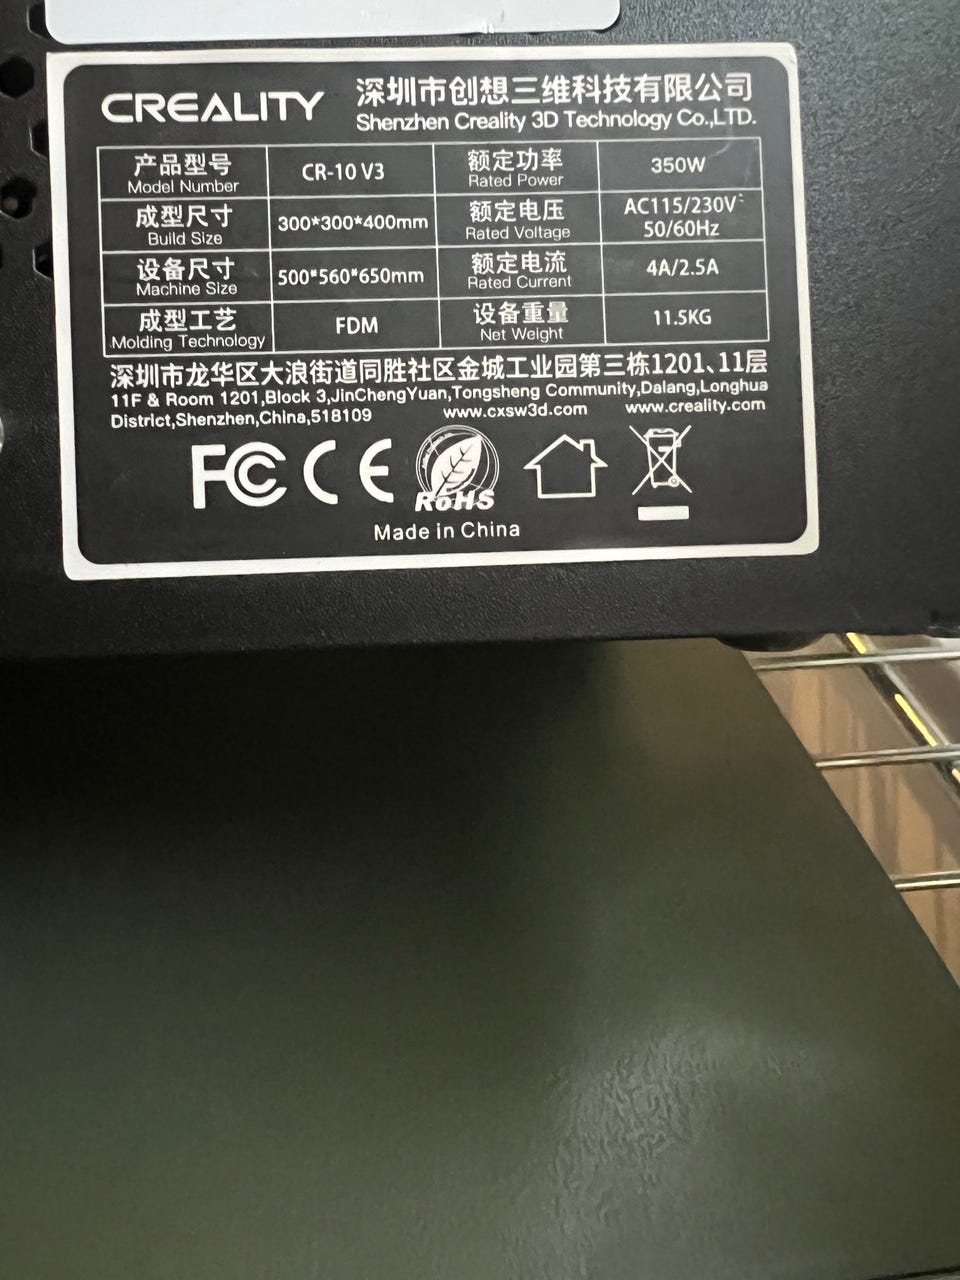 CREALITY
深圳市创想三维科技有限公司
Shenzhen Creality 3D Technology Co.,LTD.
产品型号 CR-10 V3 额定功率 350W
Model Number Rated Power
成型尺寸 300*300*400mm 额定电压 AC115/230V~
Build Size Rated Voltage 50/60Hz
设备尺寸 500*560*650mm 额定电流 4A/2.5A
Machine Size Rated Current
成型工艺 FDM 设备重量 11.5KG
Molding Technology Net Weight
深圳市龙华区大浪街道同胜社区金城工业园第三栋1201、11层
11F & Room 1201,Block 3,JinChengYuan,Tongsheng Community,Dalang,Longhua
District,Shenzhen,China,518109 www.cxsw3d.com www.creality.com
FC CE RoHS
Made in China